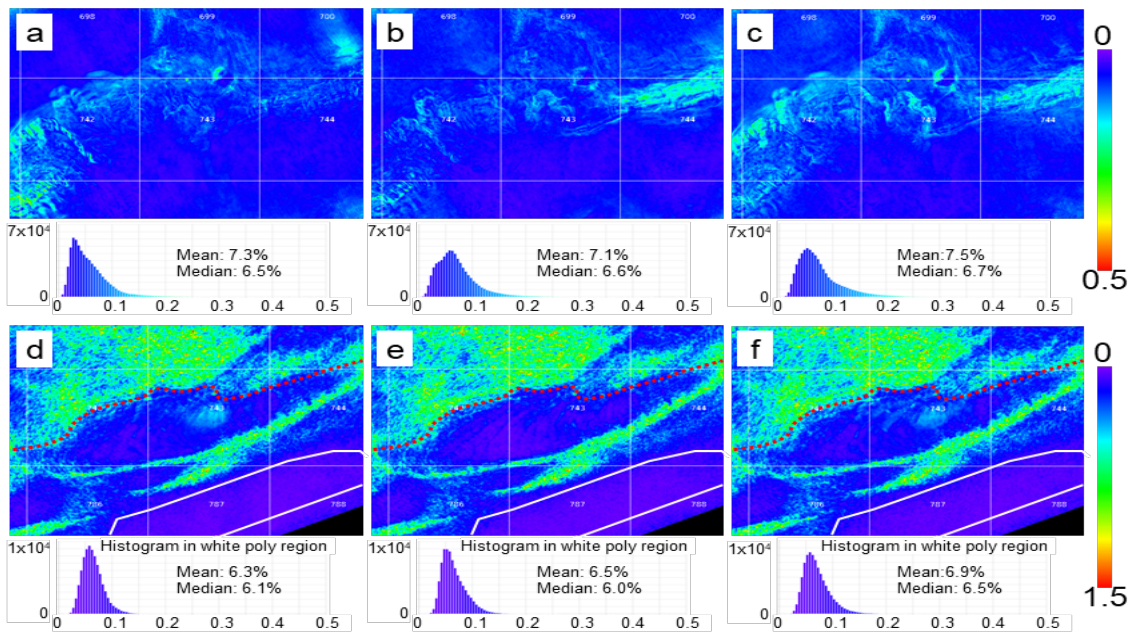 a 698 699 700
742 743 744
b 698 699 700
742 743 744
c 698 699 700
742 743 744
0
0.5
7x10⁴
0
Mean: 7.3%
Median: 6.5%
0 0.1 0.2 0.3 0.4 0.5
7x10⁴
0
Mean: 7.1%
Median: 6.6%
0 0.1 0.2 0.3 0.4 0.5
7x10⁴
0
Mean: 7.5%
Median: 6.7%
0 0.1 0.2 0.3 0.4 0.5
d
743 744
786 787 788
e
743 744
786 787 788
f
743 744
786 787 788
0
1.5
Histogram in white poly region
1x10⁴
0
Mean: 6.3%
Median: 6.1%
0 0.1 0.2 0.3 0.4 0.5
Histogram in white poly region
1x10⁴
0
Mean: 6.5%
Median: 6.0%
0 0.1 0.2 0.3 0.4 0.5
Histogram in white poly region
1x10⁴
0
Mean:6.9%
Median: 6.5%
0 0.1 0.2 0.3 0.4 0.5